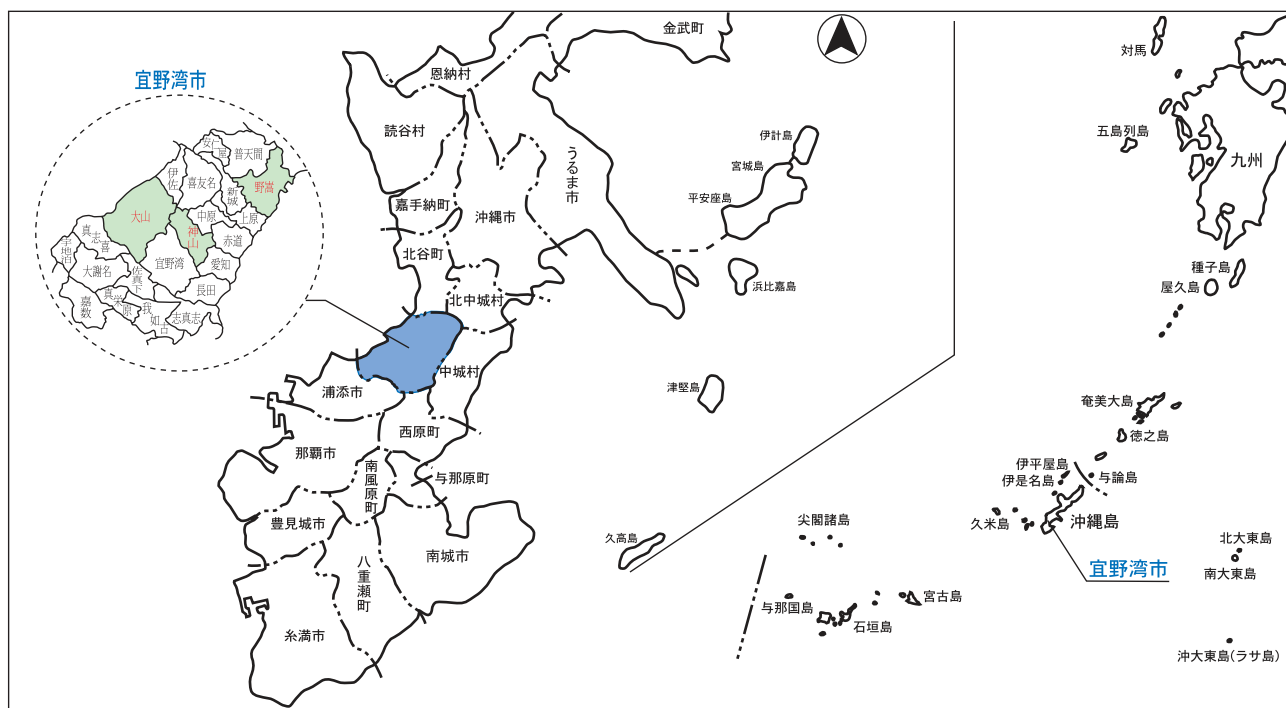 金武町
恩納村
読谷村
うるま市
伊計島
宮城島
平安座島
嘉手納町
沖縄市
北谷町
北中城村
浜比嘉島
中城村
浦添市
津堅島
西原町
那覇市
南風原町
与那原町
豊見城市
南城市
八重瀬町
久高島
糸満市
宜野湾市
安仁屋
普天間
伊佐
喜友名
新城
野嵩
大山
神山
中原
上原
赤道
真志喜
宇地泊
宜野湾
愛知
大謝名
佐真下
長田
嘉数
真栄原
我如古
志真志
対馬
五島列島
九州
種子島
屋久島
奄美大島
徳之島
伊平屋島
伊是名島
与論島
久米島
沖縄島
宜野湾市
北大東島
南大東島
尖閣諸島
与那国島
石垣島
宮古島
沖大東島(ラサ島)